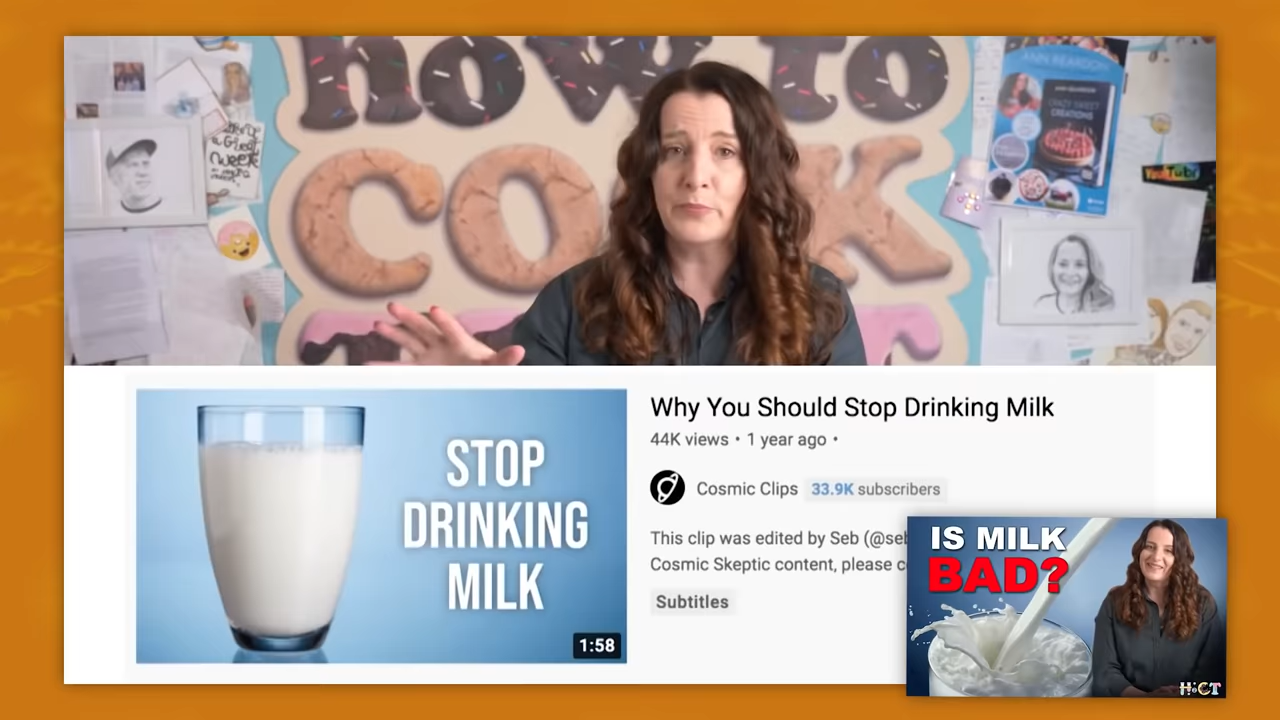 how to
ANN REARDON
CRAZY SWEET
CREATIONS
COOK
YouTube
Why You Should Stop Drinking Milk
44K views • 1 year ago •
STOP
DRINKING
MILK
1:58
Cosmic Clips 33.9K subscribers
This clip was edited by Seb (@seb
Cosmic Skeptic content, please c
Subtitles
IS MILK
BAD?
H2CT